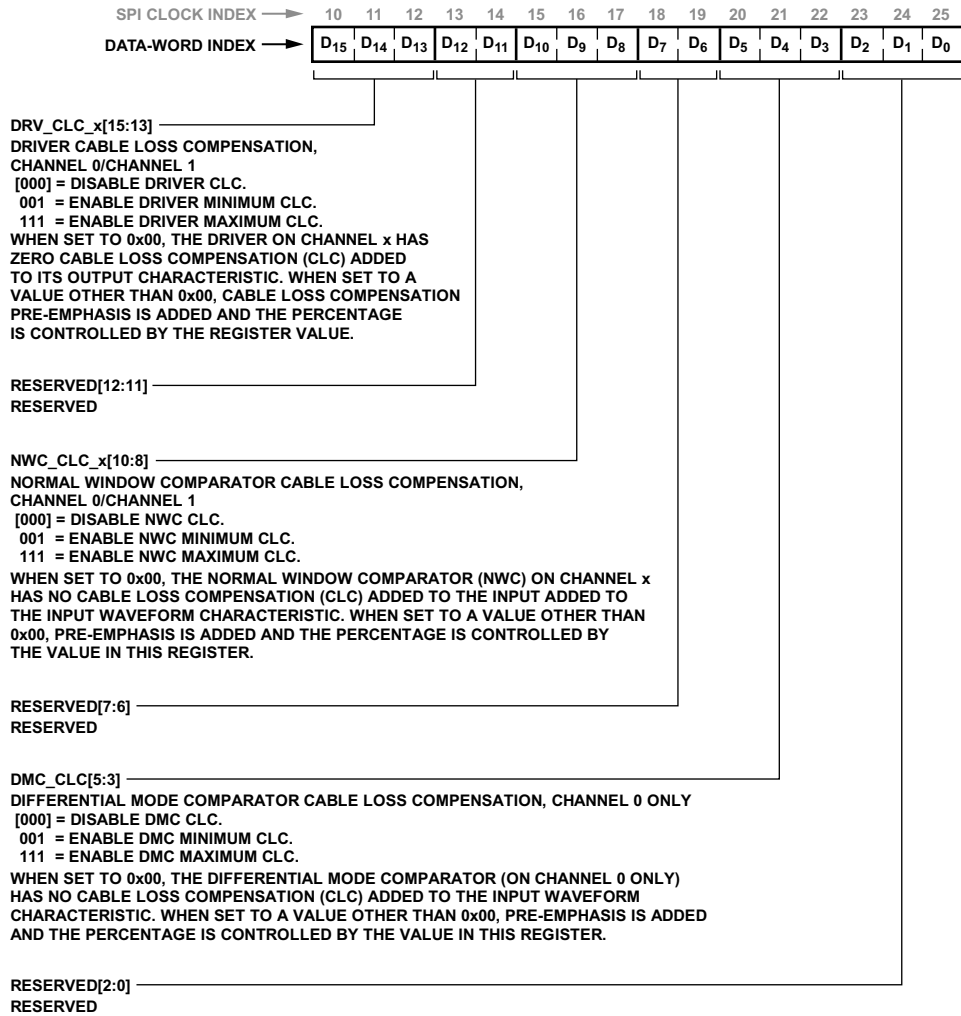 SPI CLOCK INDEX 10 11 12 13 14 15 16 17 18 19 20 21 22 23 24 25
DATA-WORD INDEX D15 D14 D13 D12 D11 D10 D9 D8 D7 D6 D5 D4 D3 D2 D1 D0
DRV_CLC_x[15:13]
DRIVER CABLE LOSS COMPENSATION,
CHANNEL 0/CHANNEL 1
[000] = DISABLE DRIVER CLC.
001 = ENABLE DRIVER MINIMUM CLC.
111 = ENABLE DRIVER MAXIMUM CLC.
WHEN SET TO 0x00, THE DRIVER ON CHANNEL x HAS
ZERO CABLE LOSS COMPENSATION (CLC) ADDED
TO ITS OUTPUT CHARACTERISTIC. WHEN SET TO A
VALUE OTHER THAN 0x00, CABLE LOSS COMPENSATION
PRE-EMPHASIS IS ADDED AND THE PERCENTAGE
IS CONTROLLED BY THE REGISTER VALUE.
RESERVED[12:11]
RESERVED
NWC_CLC_x[10:8]
NORMAL WINDOW COMPARATOR CABLE LOSS COMPENSATION,
CHANNEL 0/CHANNEL 1
[000] = DISABLE NWC CLC.
001 = ENABLE NWC MINIMUM CLC.
111 = ENABLE NWC MAXIMUM CLC.
WHEN SET TO 0x00, THE NORMAL WINDOW COMPARATOR (NWC) ON CHANNEL x
HAS NO CABLE LOSS COMPENSATION (CLC) ADDED TO THE INPUT ADDED TO
THE INPUT WAVEFORM CHARACTERISTIC. WHEN SET TO A VALUE OTHER THAN
0x00, PRE-EMPHASIS IS ADDED AND THE PERCENTAGE IS CONTROLLED BY
THE VALUE IN THIS REGISTER.
RESERVED[7:6]
RESERVED
DMC_CLC[5:3]
DIFFERENTIAL MODE COMPARATOR CABLE LOSS COMPENSATION, CHANNEL 0 ONLY
[000] = DISABLE DMC CLC.
001 = ENABLE DMC MINIMUM CLC.
111 = ENABLE DMC MAXIMUM CLC.
WHEN SET TO 0x00, THE DIFFERENTIAL MODE COMPARATOR (ON CHANNEL 0 ONLY)
HAS NO CABLE LOSS COMPENSATION (CLC) ADDED TO THE INPUT WAVEFORM
CHARACTERISTIC. WHEN SET TO A VALUE OTHER THAN 0x00, PRE-EMPHASIS IS ADDED
AND THE PERCENTAGE IS CONTROLLED BY THE VALUE IN THIS REGISTER.
RESERVED[2:0]
RESERVED